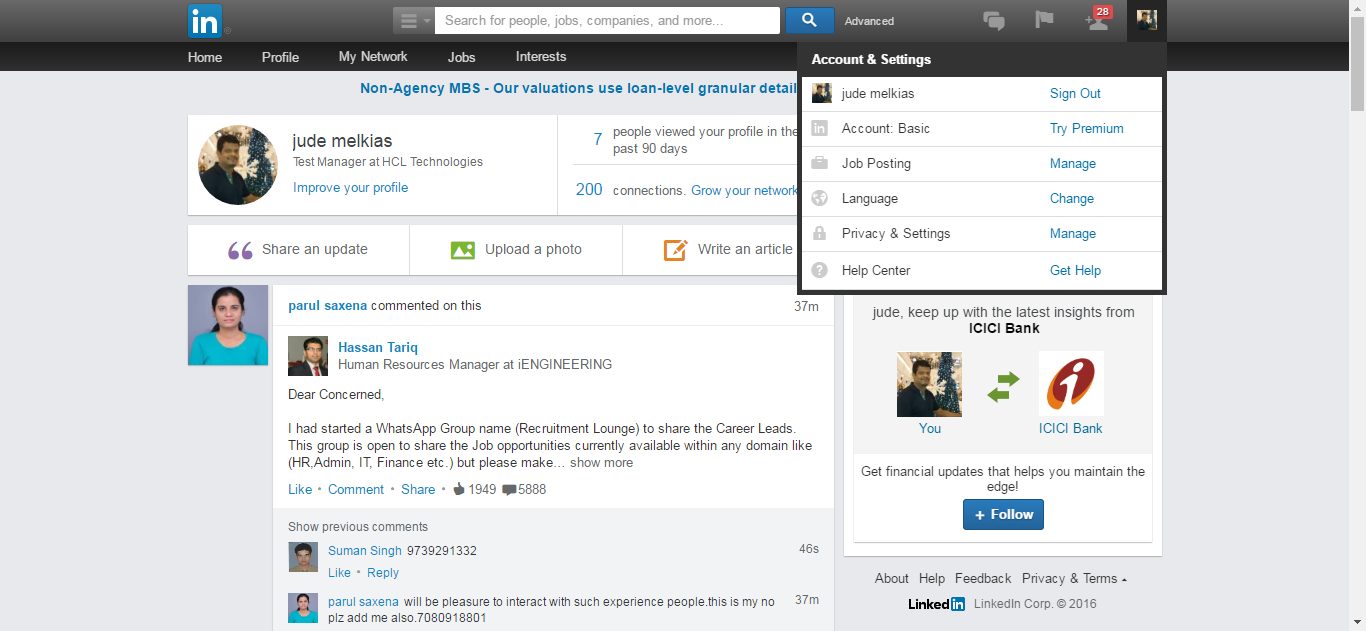 in ®
Search for people, jobs, companies, and more...
Advanced
28
Home Profile My Network Jobs Interests
Account & Settings
jude melkias Sign Out
in Account: Basic Try Premium
Job Posting Manage
Language Change
Privacy & Settings Manage
? Help Center Get Help
Non-Agency MBS - Our valuations use loan-level granular detail
jude melkias
Test Manager at HCL Technologies
Improve your profile
7 people viewed your profile in the
past 90 days
200 connections. Grow your network
Share an update Upload a photo Write an article
parul saxena commented on this 37m
Hassan Tariq
Human Resources Manager at iENGINEERING
Dear Concerned,
I had started a WhatsApp Group name (Recruitment Lounge) to share the Career Leads.
This group is open to share the Job opportunities currently available within any domain like
(HR,Admin, IT, Finance etc.) but please make... show more
Like • Comment • Share • 1949 5888
Show previous comments
Suman Singh 9739291332 46s
Like • Reply
parul saxena will be pleasure to interact with such experience people.this is my no 37m
plz add me also.7080918801
jude, keep up with the latest insights from
ICICI Bank
You ICICI Bank
Get financial updates that helps you maintain the
edge!
+ Follow
About Help Feedback Privacy & Terms
Linked in LinkedIn Corp. © 2016